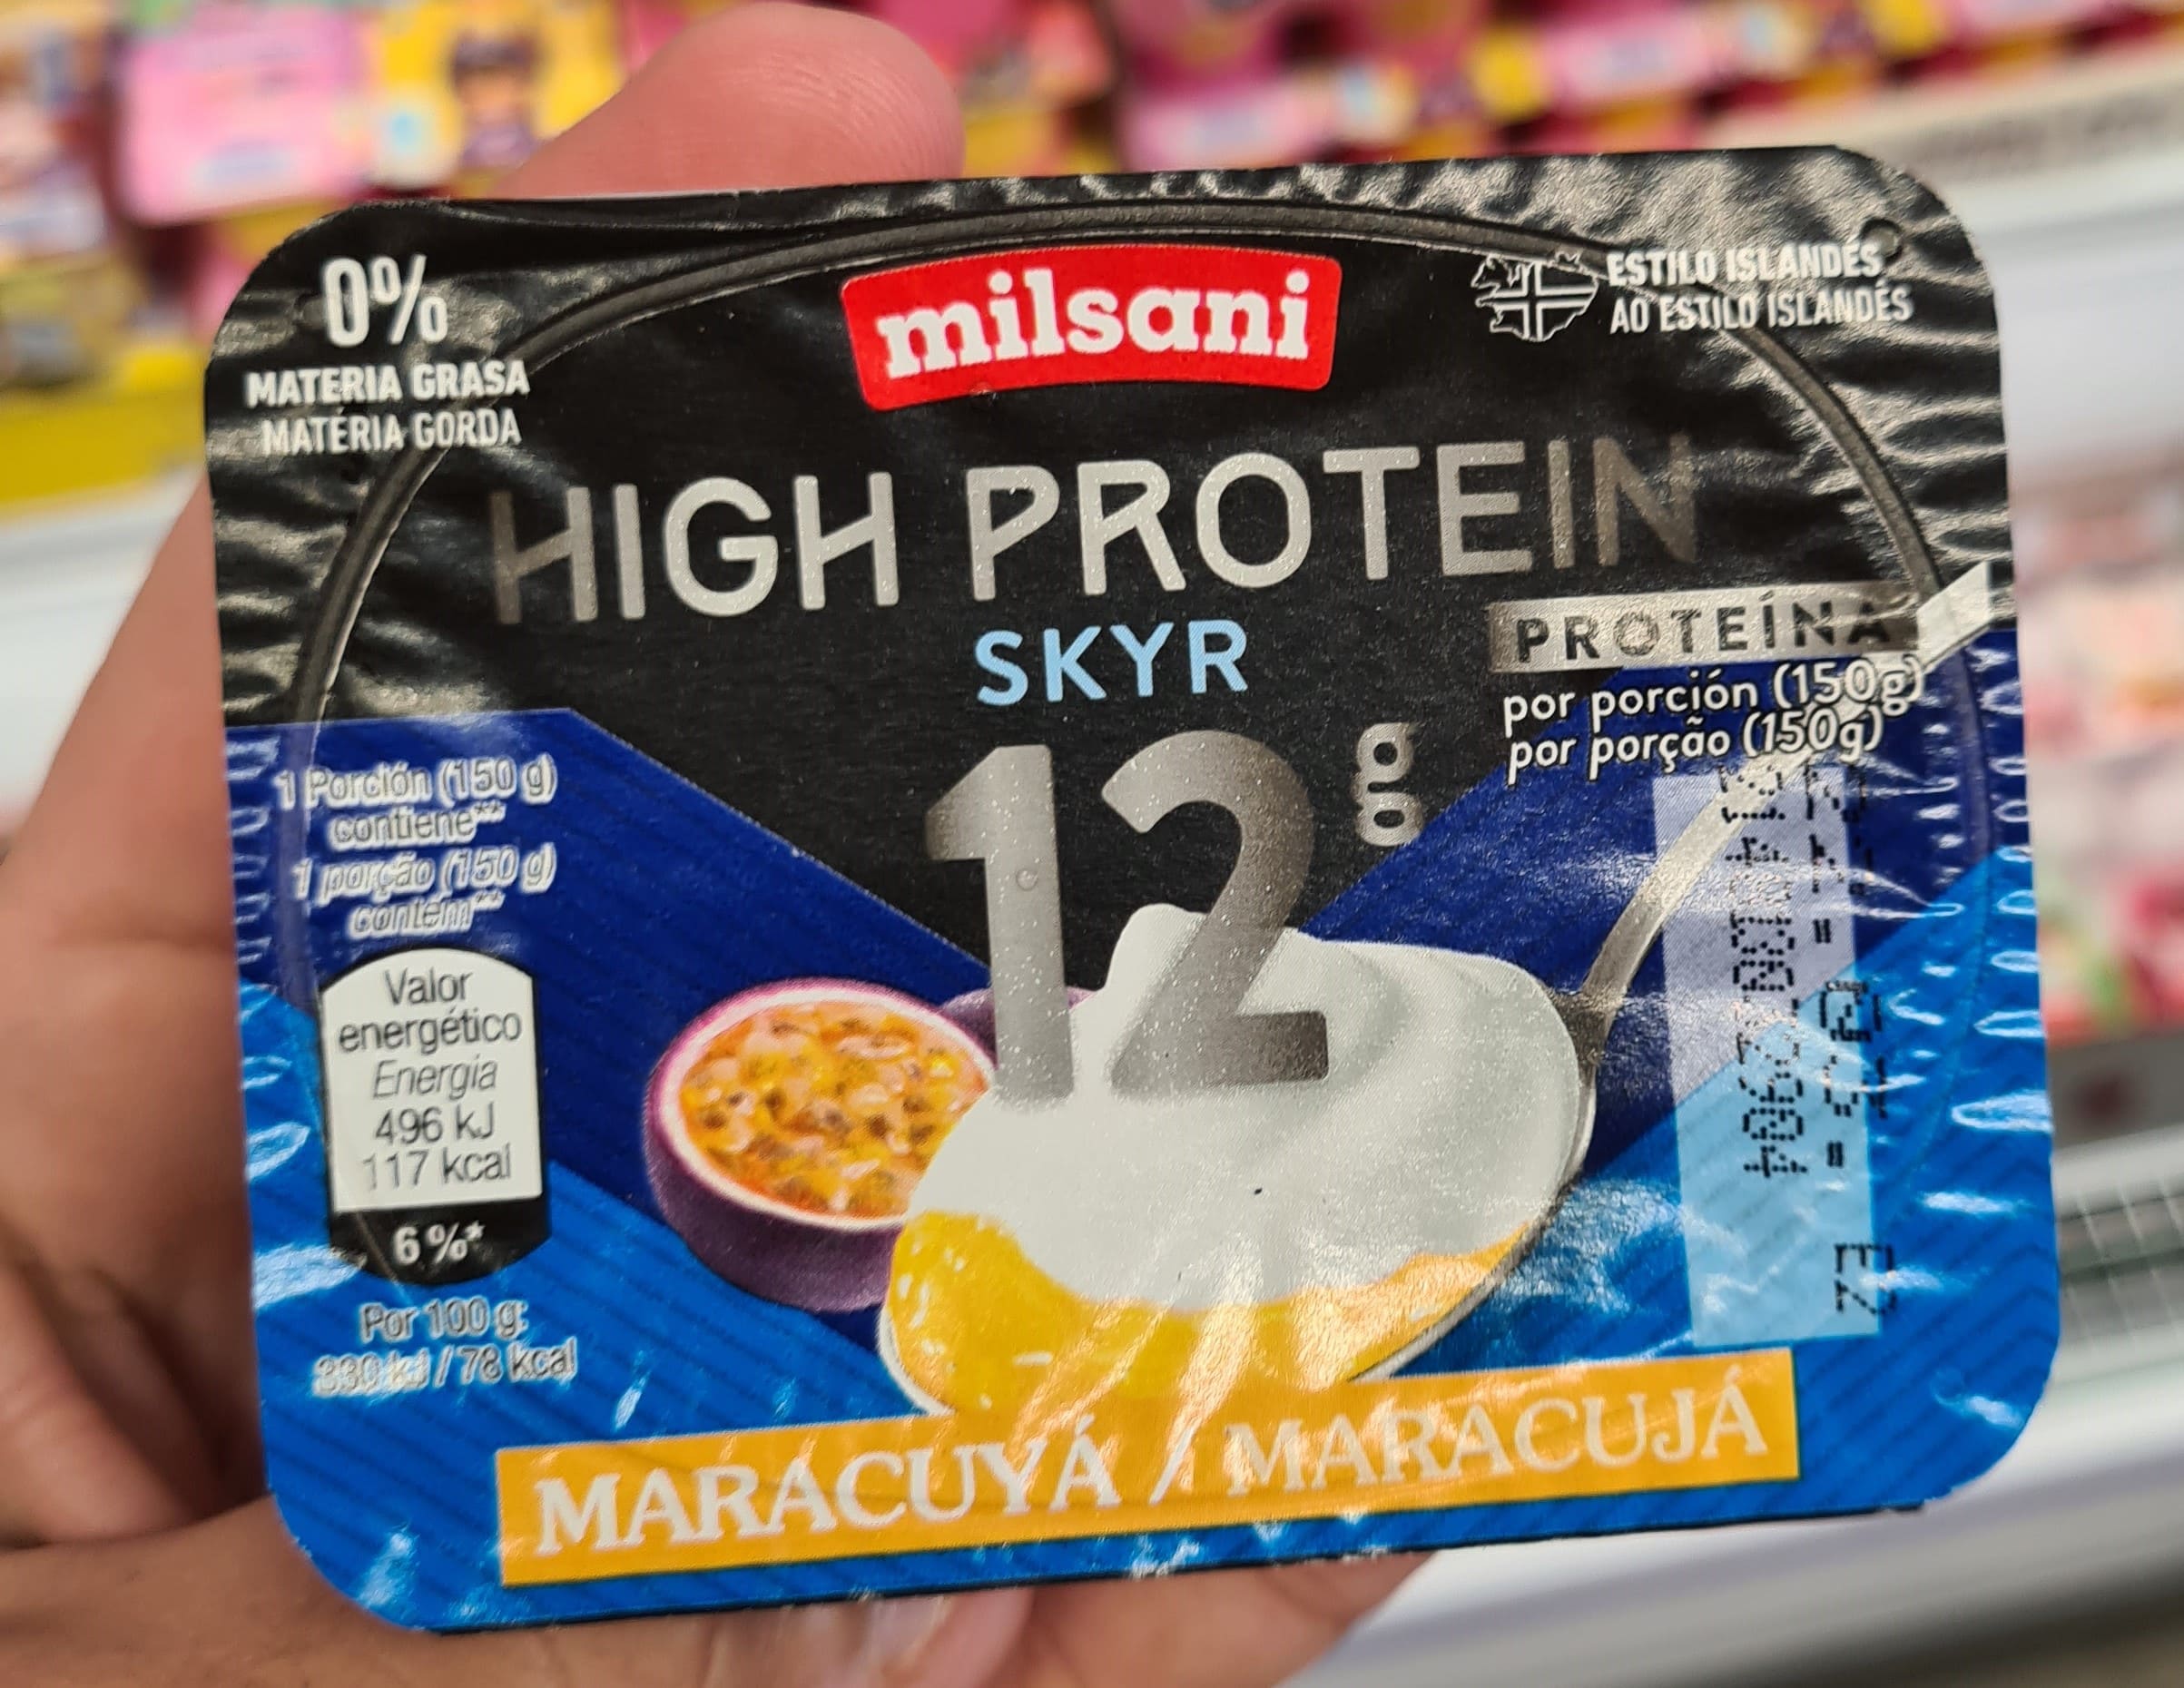 0%
MATERIA GRASA
MATÉRIA GORDA
milsani
ESTILO ISLANDÉS
AO ESTILO ISLANDÊS
HIGH PROTEIN
SKYR
12g
PROTEÍNA
por porción (150g)
por porção (150g)
1 Porción (150 g)
contiene**
1 porção (150 g)
contém**
Valor
energético
Energia
496 kJ
117 kcal
6%*
Por 100 g:
330 kJ / 78 kcal
MARACUYÁ / MARACUJÁ